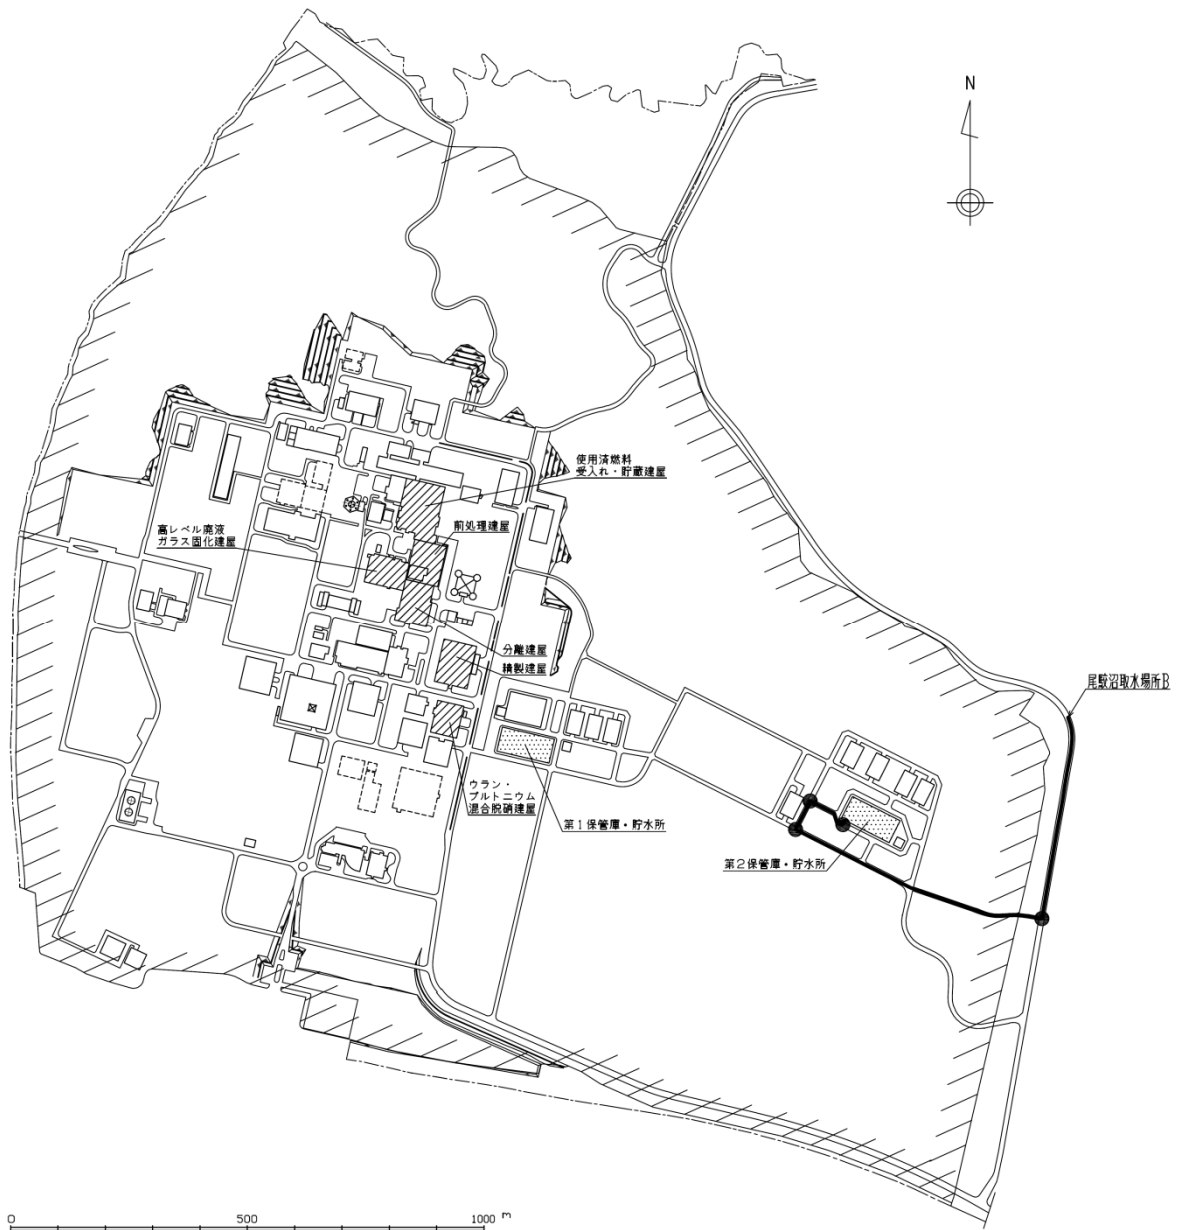 N
使用済燃料
受入れ・貯蔵建屋
前処理建屋
高レベル廃液
ガラス固化建屋
分離建屋
精製建屋
尾駮沼取水場所B
ウラン・
プルトニウム
混合脱硝建屋
第1保管庫・貯水所
第2保管庫・貯水所
0 500 1000 m